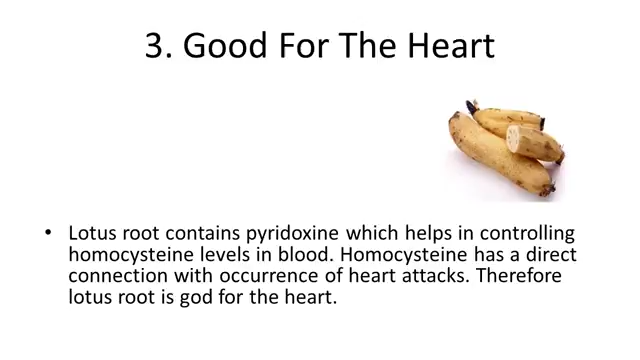 3. Good For The Heart
• Lotus root contains pyridoxine which helps in controlling
homocysteine levels in blood. Homocysteine has a direct
connection with occurrence of heart attacks. Therefore
lotus root is god for the heart.